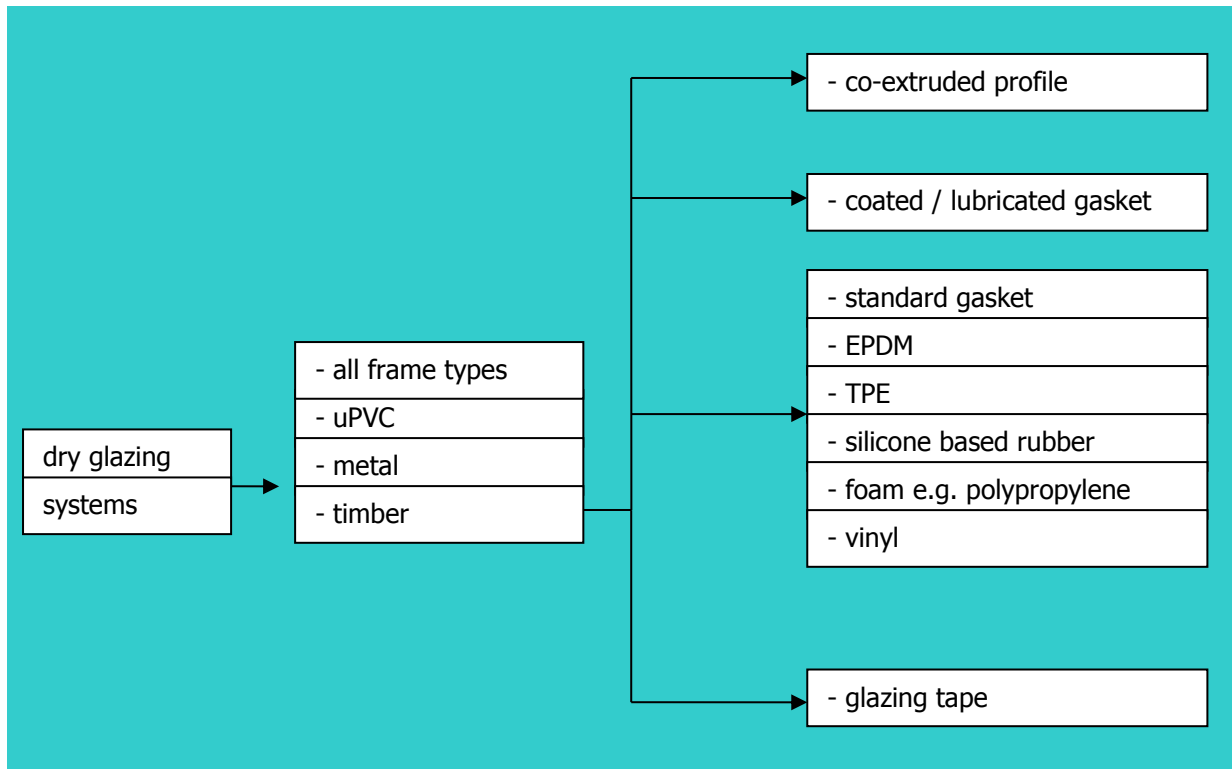 dry glazing
systems
- all frame types
- uPVC
- metal
- timber
- co-extruded profile
- coated / lubricated gasket
- standard gasket
- EPDM
- TPE
- silicone based rubber
- foam e.g. polypropylene
- vinyl
- glazing tape